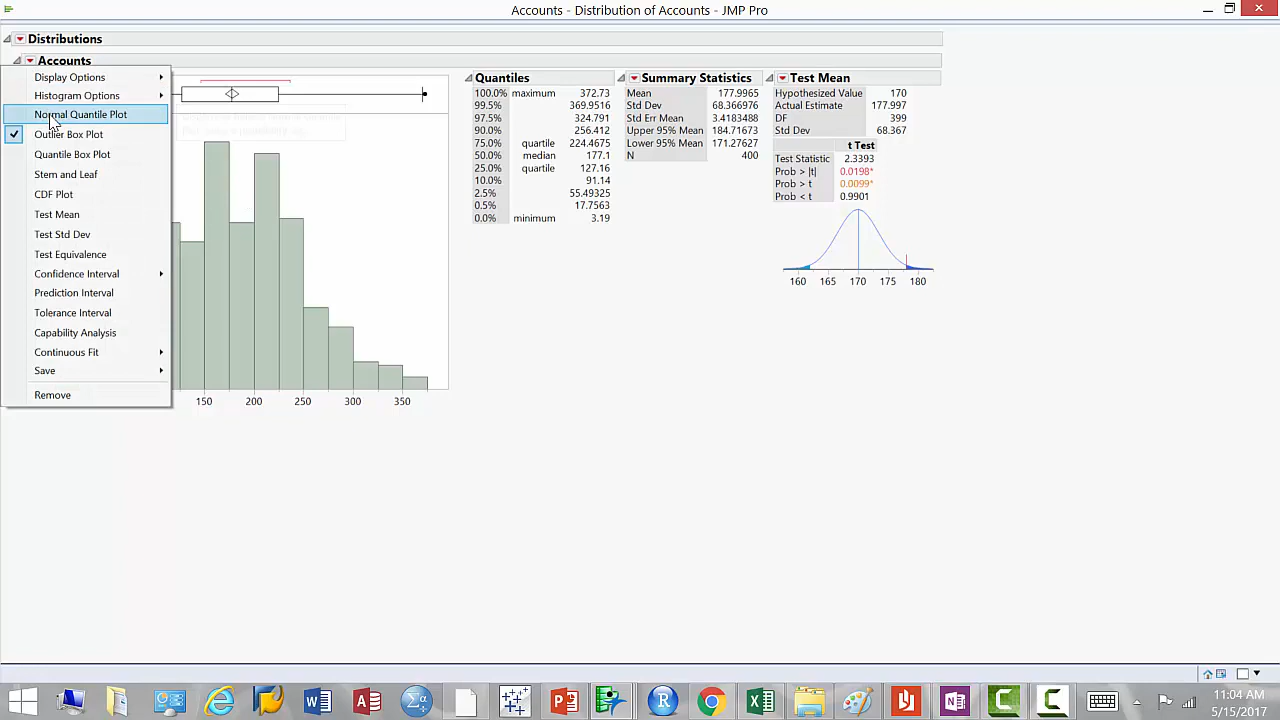 Accounts - Distribution of Accounts - JMP Pro
Distributions
Accounts
Display Options
Histogram Options
Normal Quantile Plot
Outlier Box Plot
Quantile Box Plot
Stem and Leaf
CDF Plot
Test Mean
Test Std Dev
Test Equivalence
Confidence Interval
Prediction Interval
Tolerance Interval
Capability Analysis
Continuous Fit
Save
Remove
150 200 250 300 350
Quantiles
100.0% maximum 372.73
99.5% 369.9516
97.5% 324.791
90.0% 256.412
75.0% quartile 224.4675
50.0% median 177.1
25.0% quartile 127.16
10.0% 91.14
2.5% 55.49325
0.5% 17.7563
0.0% minimum 3.19
Summary Statistics
Mean 177.9965
Std Dev 68.366976
Std Err Mean 3.4183488
Upper 95% Mean 184.71673
Lower 95% Mean 171.27627
N 400
Test Mean
Hypothesized Value 170
Actual Estimate 177.997
DF 399
Std Dev 68.367
t Test
Test Statistic 2.3393
Prob > |t| 0.0198*
Prob > t 0.0099*
Prob < t 0.9901
160 165 170 175 180
11:04 AM
5/15/2017